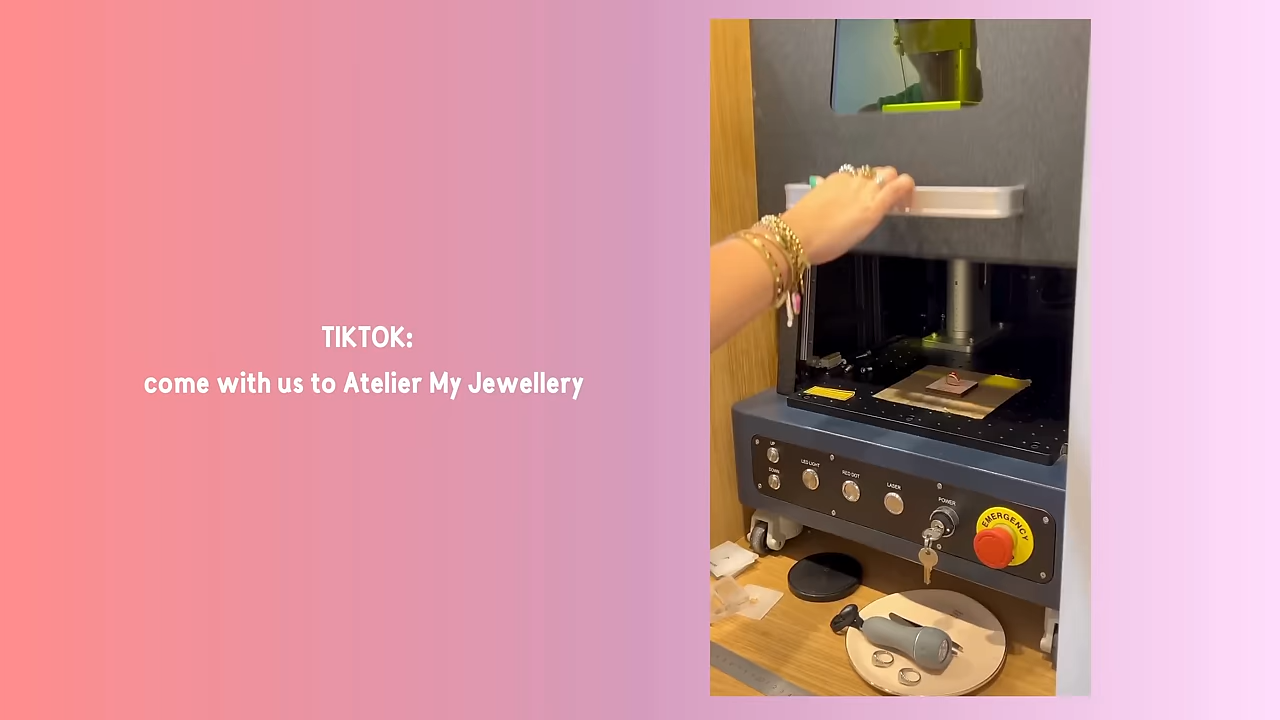 TIKTOK:
come with us to Atelier My Jewellery
UP
DOWN
LED LIGHT
RED DOT
LASER
POWER
EMERGENCY